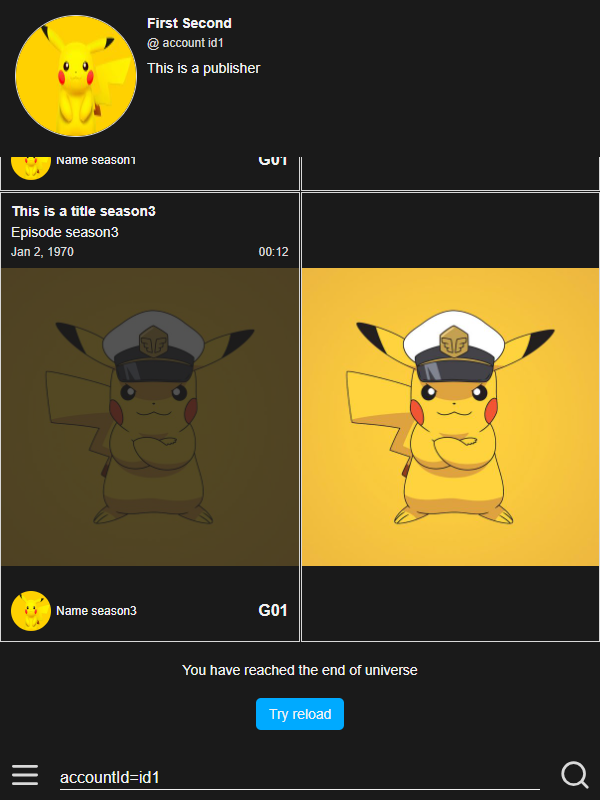 First Second
@ account id1
This is a publisher
Name season1
G01
This is a title season3
Episode season3
Jan 2, 1970
00:12
Name season3
G01
You have reached the end of universe
Try reload
accountId=id1